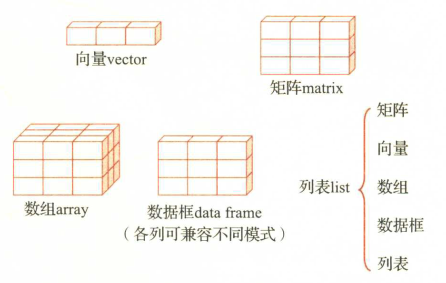 向量vector
矩阵matrix
数组array
数据框data frame
（各列可兼容不同模式）
列表list
矩阵
向量
数组
数据框
列表